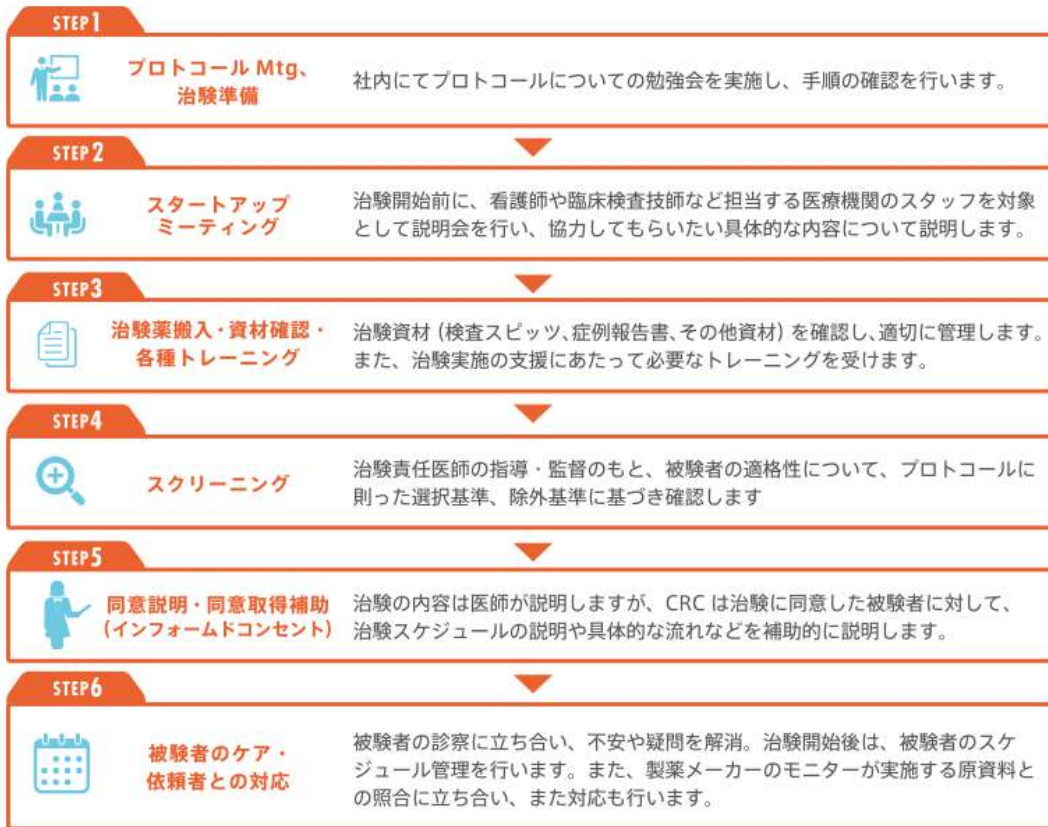 STEP1
プロトコール Mtg、
治験準備
社内にてプロトコールについての勉強会を実施し、手順の確認を行います。
STEP2
スタートアップ
ミーティング
治験開始前に、看護師や臨床検査技師など担当する医療機関のスタッフを対象
として説明会を行い、協力してもらいたい具体的な内容について説明します。
STEP3
治験薬搬入・資材確認・
各種トレーニング
治験資材（検査スピッツ、症例報告書、その他資材）を確認し、適切に管理します。
また、治験実施の支援にあたって必要なトレーニングを受けます。
STEP4
スクリーニング
治験責任医師の指導・監督のもと、被験者の適格性について、プロトコールに
則った選択基準、除外基準に基づき確認します
STEP5
同意説明・同意取得補助
（インフォームドコンセント）
治験の内容は医師が説明しますが、CRC は治験に同意した被験者に対して、
治験スケジュールの説明や具体的な流れなどを補助的に説明します。
STEP6
被験者のケア・
依頼者との対応
被験者の診察に立ち合い、不安や疑問を解消。治験開始後は、被験者のスケ
ジュール管理を行います。また、製薬メーカーのモニターが実施する原資料と
の照合に立ち合い、また対応も行います。